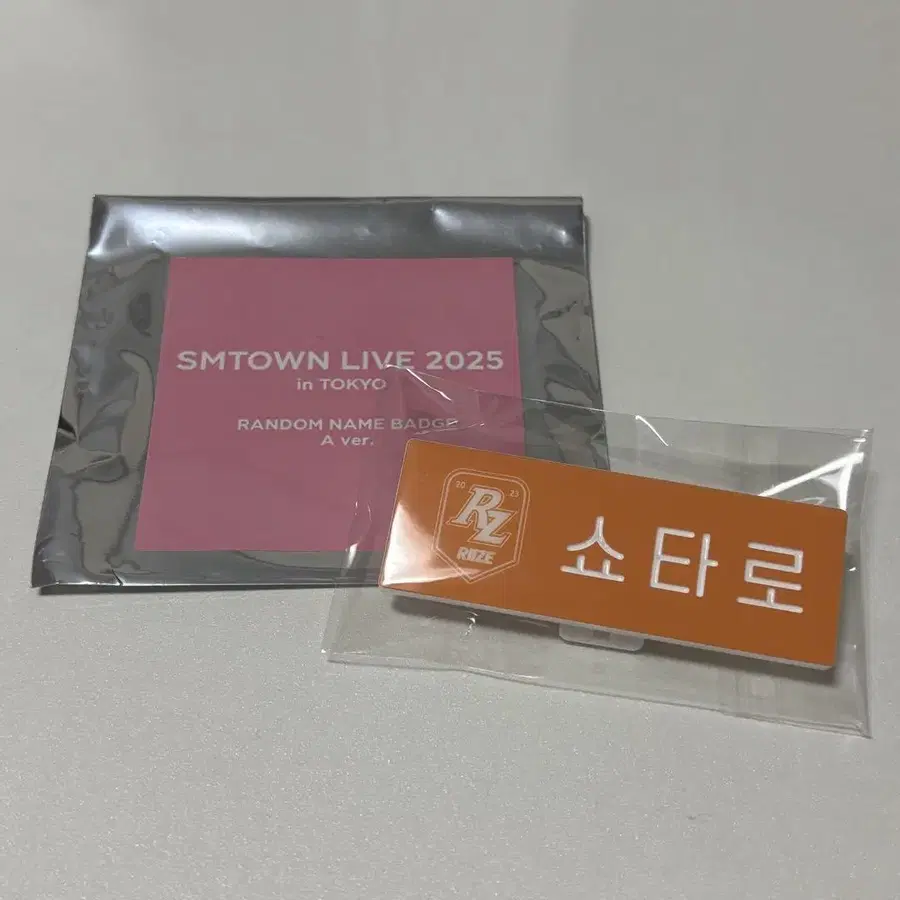 SMTOWN LIVE 2025
in TOKYO
RANDOM NAME BADGE
A ver.
20 23
RZ
RIIZE
쇼타로